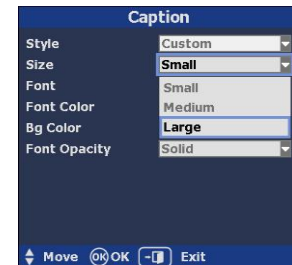 Caption
Style Custom
Size Small
Font Small
Font Color Medium
Bg Color Large
Font Opacity Solid
Move OK OK Exit